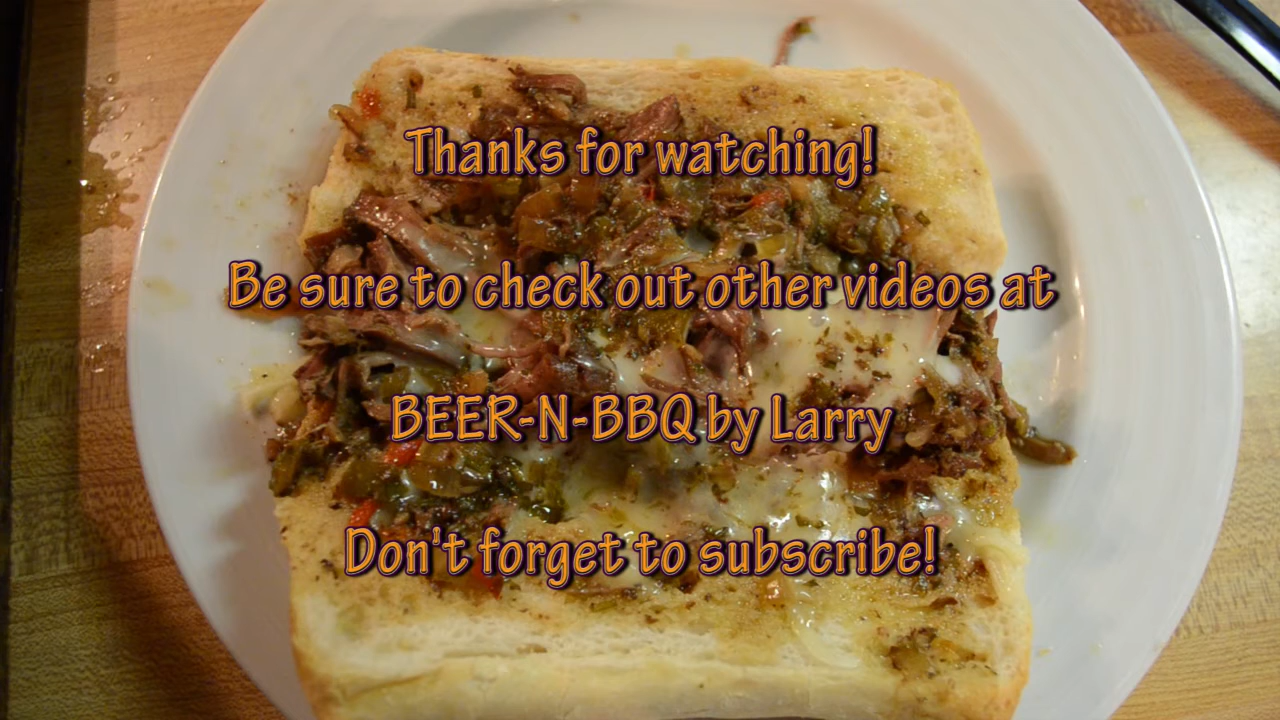 Thanks for watching!
Be sure to check out other videos at
BEER-N-BBQ by Larry
Don't forget to subscribe!